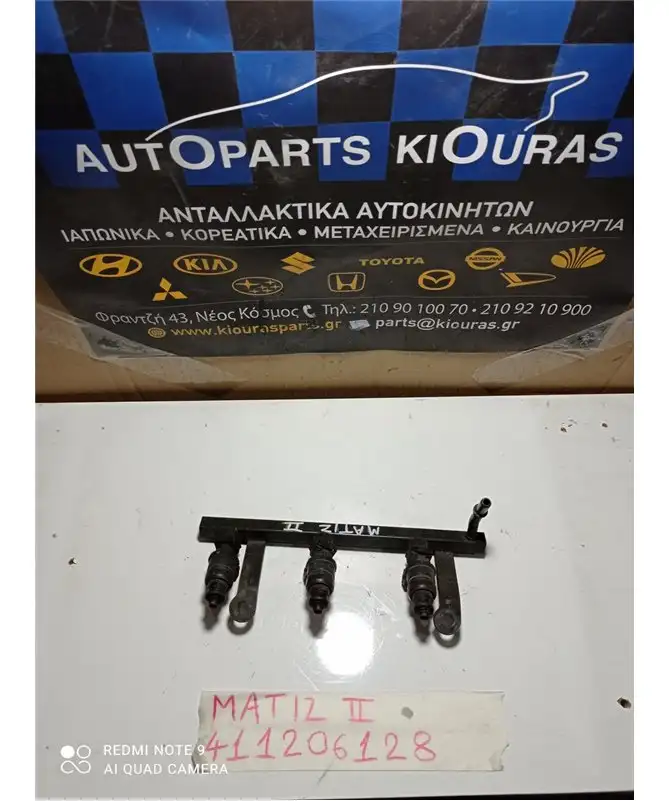 AUTOPARTS KIOURAS
ΑΝΤΑΛΛΑΚΤΙΚΑ ΑΥΤΟΚΙΝΗΤΩΝ
ΙΑΠΩΝΙΚΑ • ΚΟΡΕΑΤΙΚΑ • ΜΕΤΑΧΕΙΡΙΣΜΕΝΑ • ΚΑΙΝΟΥΡΓΙΑ
KIA TOYOTA NISSAN
SUBARU HONDA
Φραντζή 43, Νέος Κόσμος Τηλ.: 210 90 100 70 • 210 92 10 900
www.kiourasparts.gr parts@kiouras.gr
MATIZ II
MATIZ II
411206128
REDMI NOTE 9
AI QUAD CAMERA